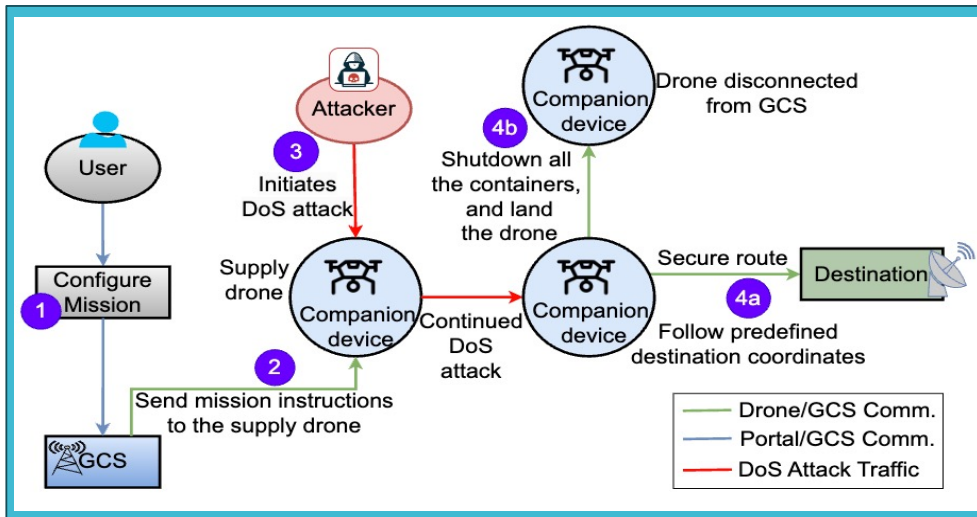 User
1
Configure
Mission
GCS
2
Send mission instructions
to the supply drone
Attacker
3
Initiates
DoS attack
Supply
drone
Companion
device
Continued
DoS
attack
Companion
device
4b
Shutdown all
the containers,
and land
the drone
Companion
device
Drone disconnected
from GCS
Secure route
4a
Follow predefined
destination coordinates
Destination
Drone/GCS Comm.
Portal/GCS Comm.
DoS Attack Traffic